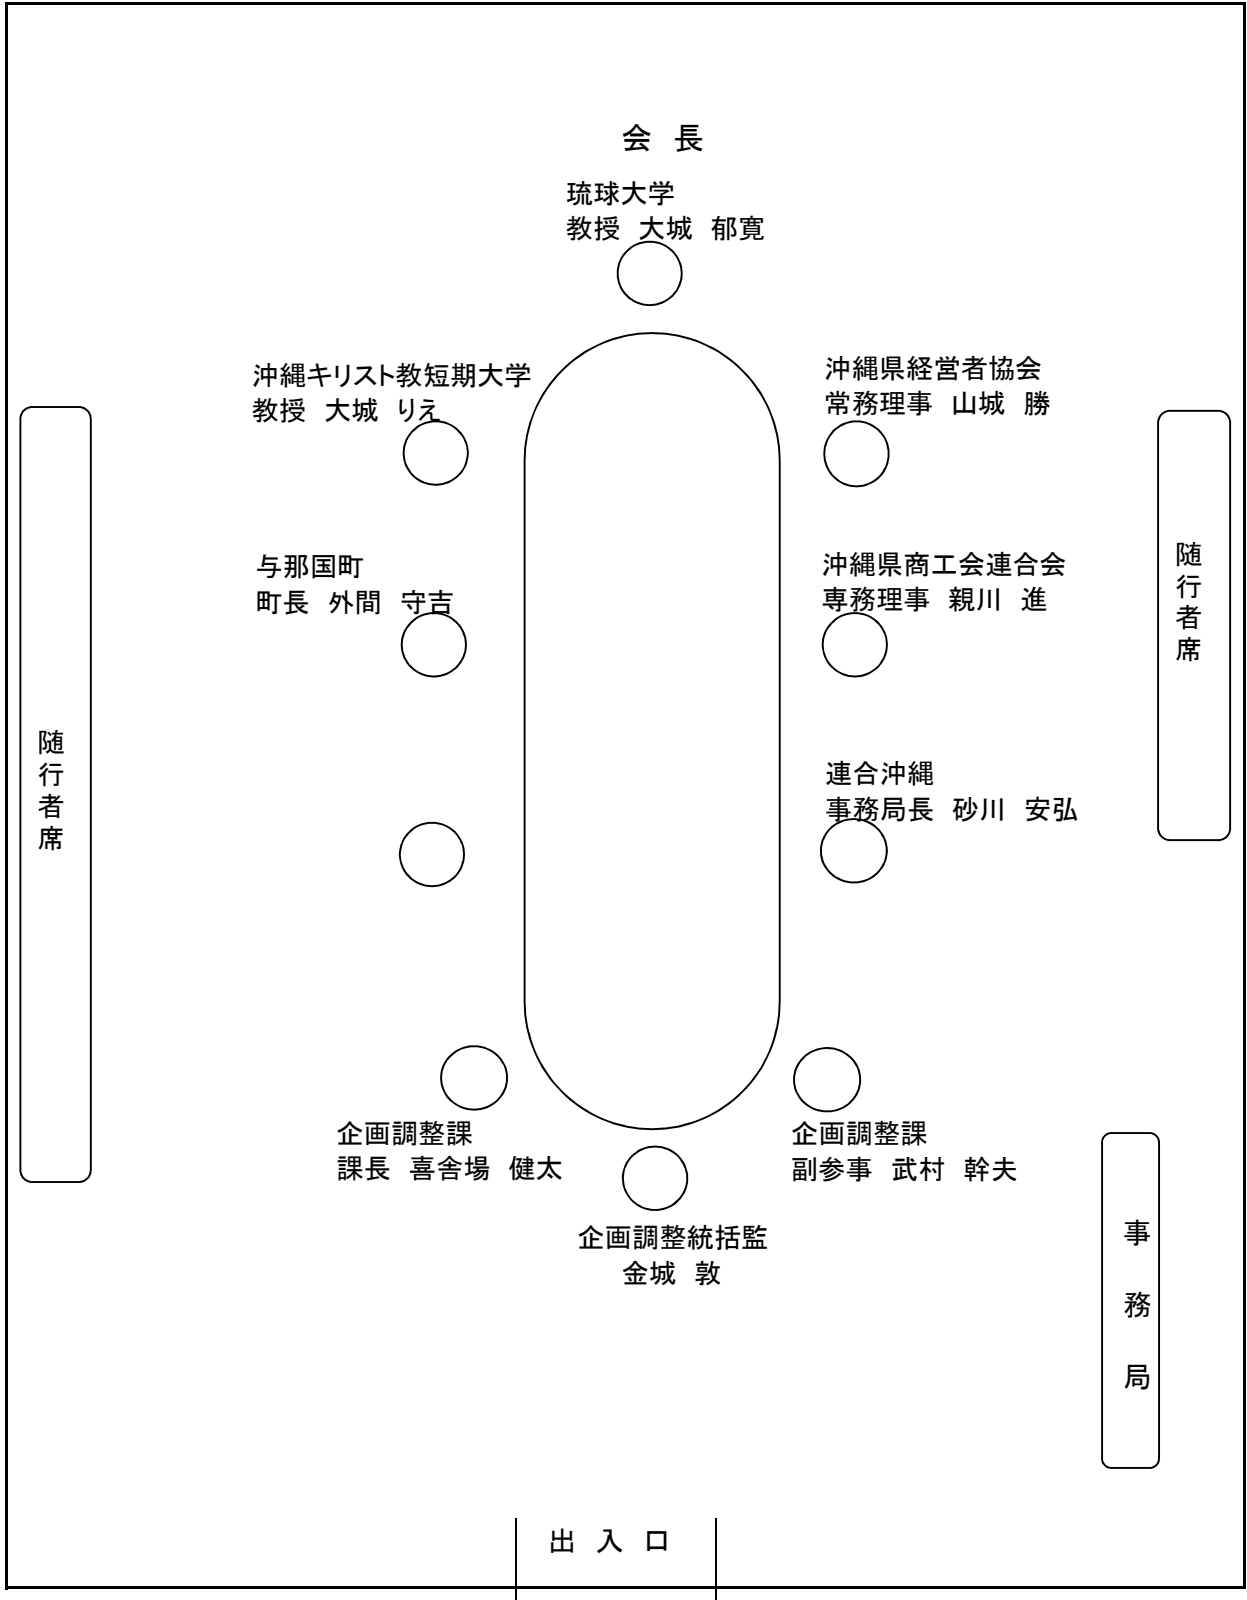 会 長
琉球大学
教授 大城 郁寛
沖縄キリスト教短期大学
教授 大城 りえ
沖縄県経営者協会
常務理事 山城 勝
与那国町
町長 外間 守吉
沖縄県商工会連合会
専務理事 親川 進
随行者席
随行者席
連合沖縄
事務局長 砂川 安弘
企画調整課
課長 喜舎場 健太
企画調整課
副参事 武村 幹夫
企画調整統括監
金城 敦
事務局
出 入 口